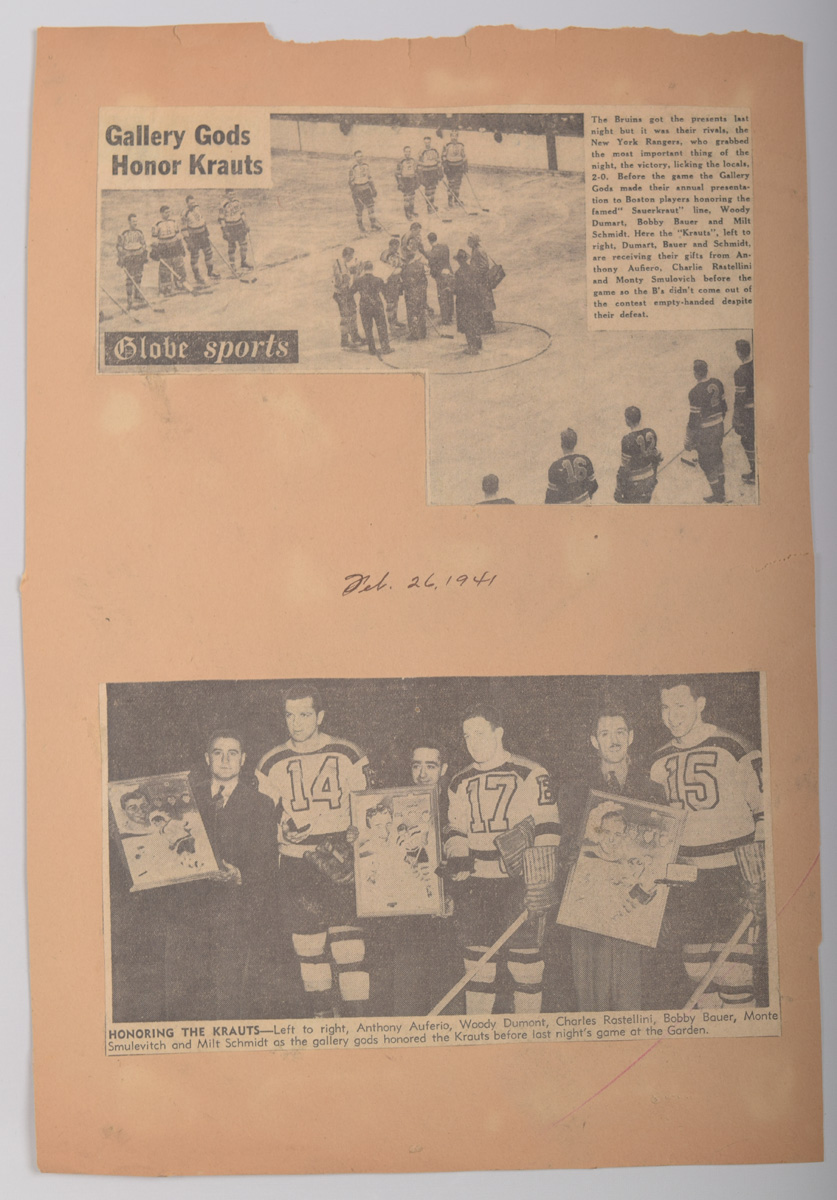 Gallery Gods
Honor Krauts
The Bruins got the presents last
night but it was their rivals, the
New York Rangers, who grabbed
the most important thing of the
night, the victory, licking the locals,
2-0. Before the game the Gallery
Gods made their annual presenta-
tion to Boston players honoring the
famed" Sauerkraut" line, Woody
Dumart, Bobby Bauer and Milt
Schmidt. Here the "Krauts", left to
right, Dumart, Bauer and Schmidt,
are receiving their gifts from An-
thony Aufiero, Charlie Rastellini
and Monty Smulovich before the
game so the B's didn't come out of
the contest empty-handed despite
their defeat.
Globe sports
2
12
16
Feb. 26, 1941
14
17
B
15
HONORING THE KRAUTS—Left to right, Anthony Auferio, Woody Dumont, Charles Rastellini, Bobby Bauer, Monte
Smulevitch and Milt Schmidt as the gallery gods honored the Krauts before last night's game at the Garden.